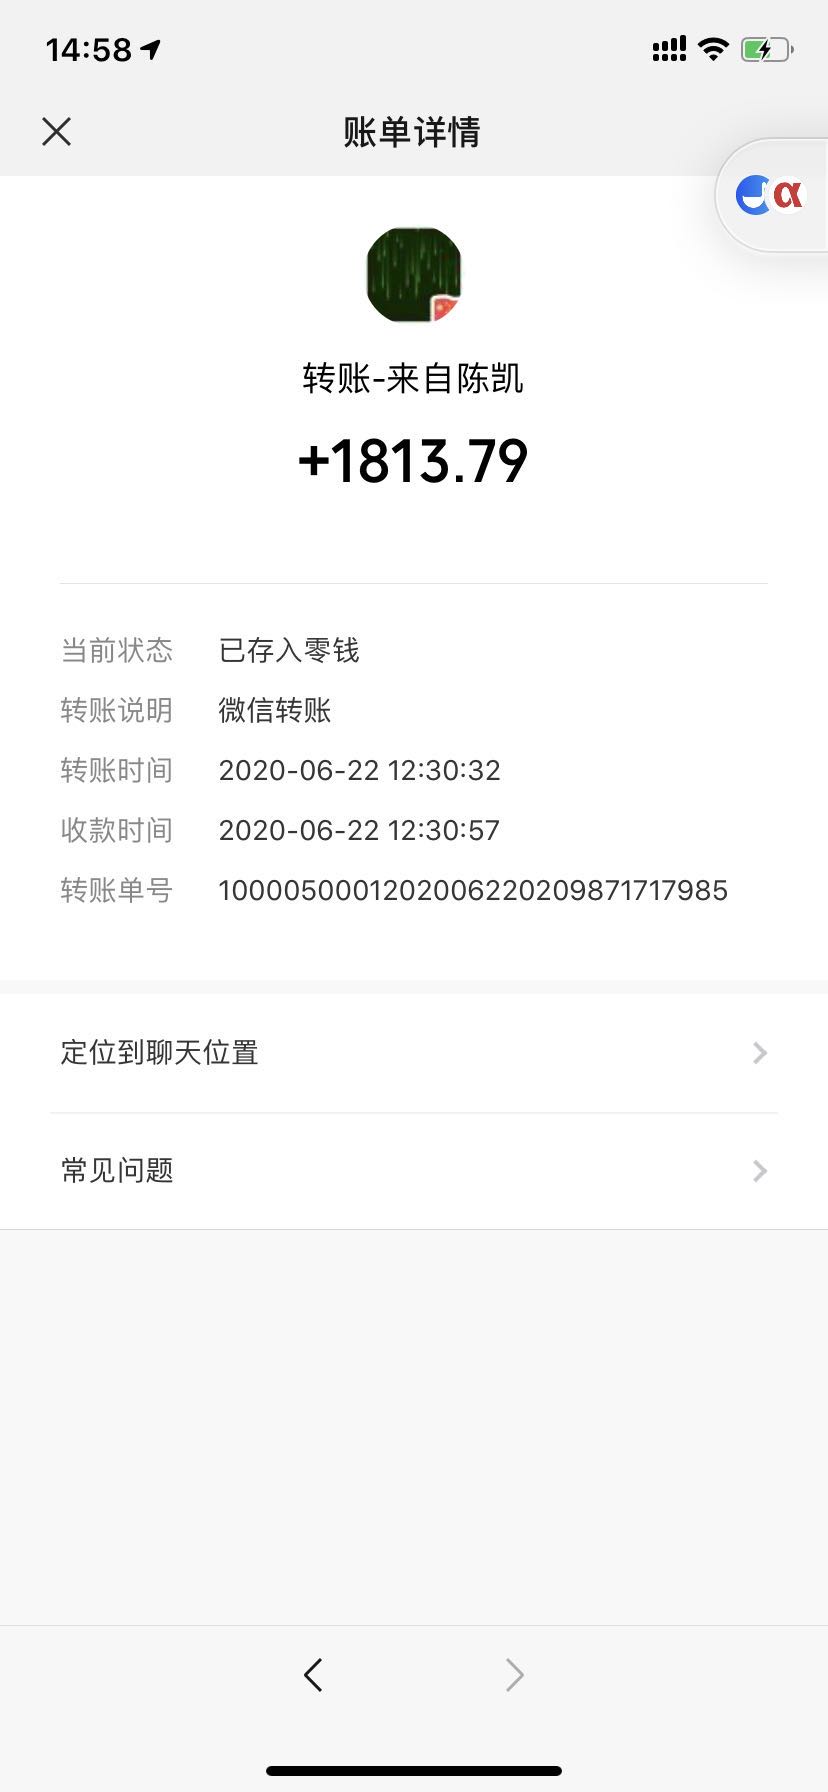 14:58
账单详情
α
转账-来自陈凯
+1813.79
当前状态 已存入零钱
转账说明 微信转账
转账时间 2020-06-22 12:30:32
收款时间 2020-06-22 12:30:57
转账单号 1000050001202006220209871717985
定位到聊天位置
常见问题